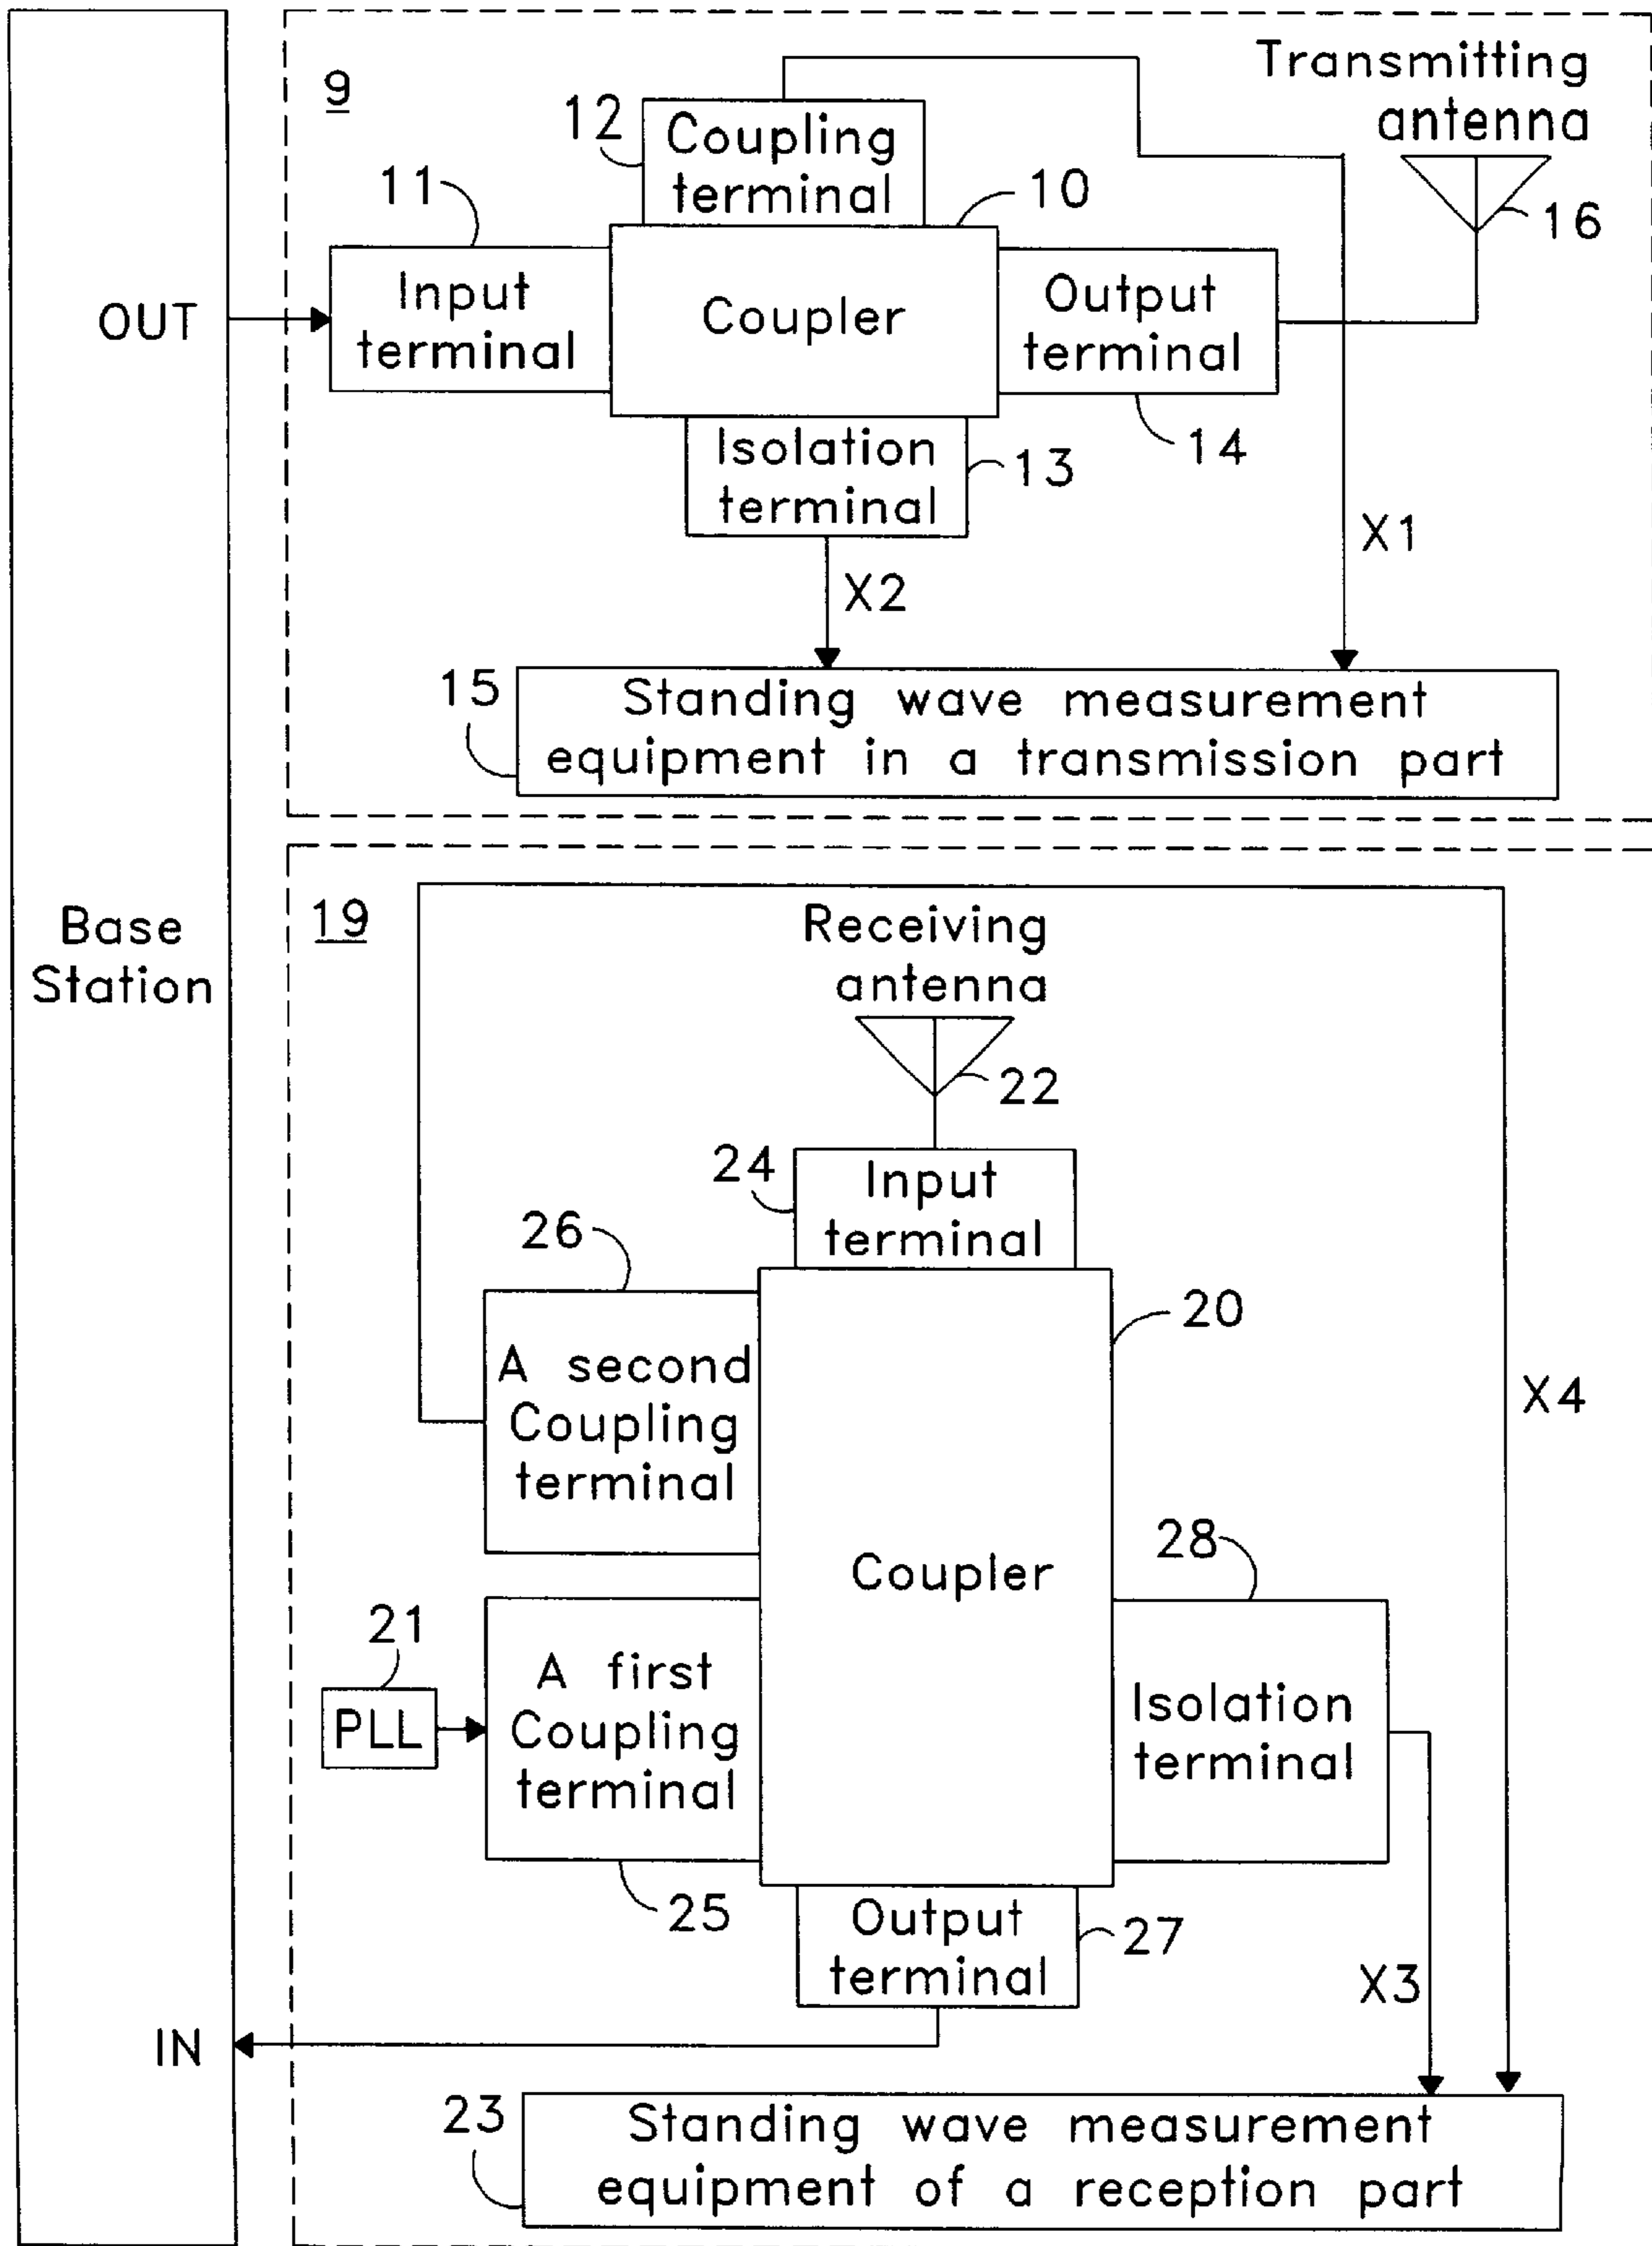 9
Transmitting
antenna
12
Coupling
terminal
11
10
16
OUT
Input
terminal
Coupler
Output
terminal
Isolation
terminal
13
14
X1
X2
15
Standing wave measurement
equipment in a transmission part
Base
Station
19
Receiving
antenna
22
24
Input
terminal
26
20
A second
Coupling
terminal
X4
28
Coupler
21
PLL
A first
Coupling
terminal
Isolation
terminal
25
Output
terminal
27
X3
IN
23
Standing wave measurement
equipment of a reception part